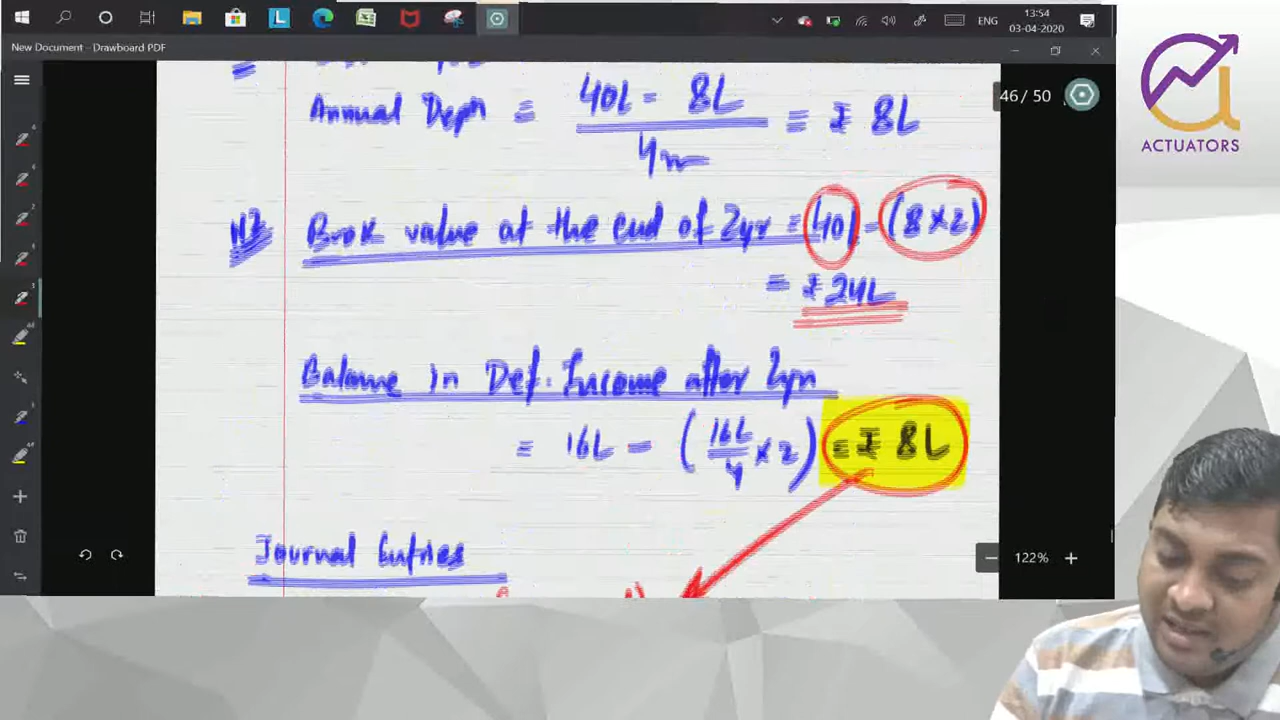 13:54
ENG
03-04-2020
New Document - Drawboard PDF
46 / 50
ACTUATORS
Annual Depn = 40L - 8L = ₹ 8L
4yr
Book value at the end of 2yr = 40L - (8×2)
= ₹ 24L
Balance in Def. Income after 2yrs
= 16L - (16L/4 × 2) = ₹ 8L
Journal Entries
122%